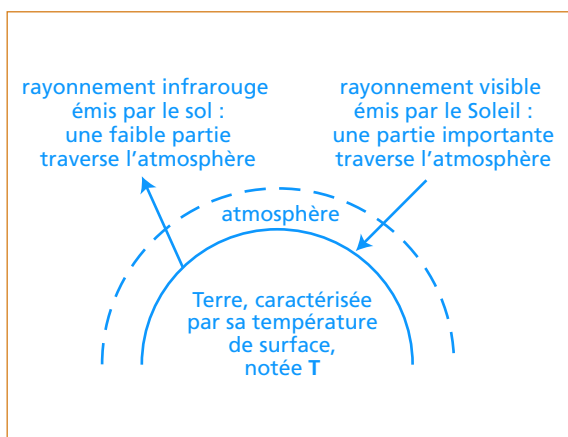 rayonnement infrarouge
émis par le sol :
une faible partie
traverse l’atmosphère
rayonnement visible
émis par le Soleil :
une partie importante
traverse l’atmosphère
atmosphère
Terre, caractérisée
par sa température
de surface,
notée T